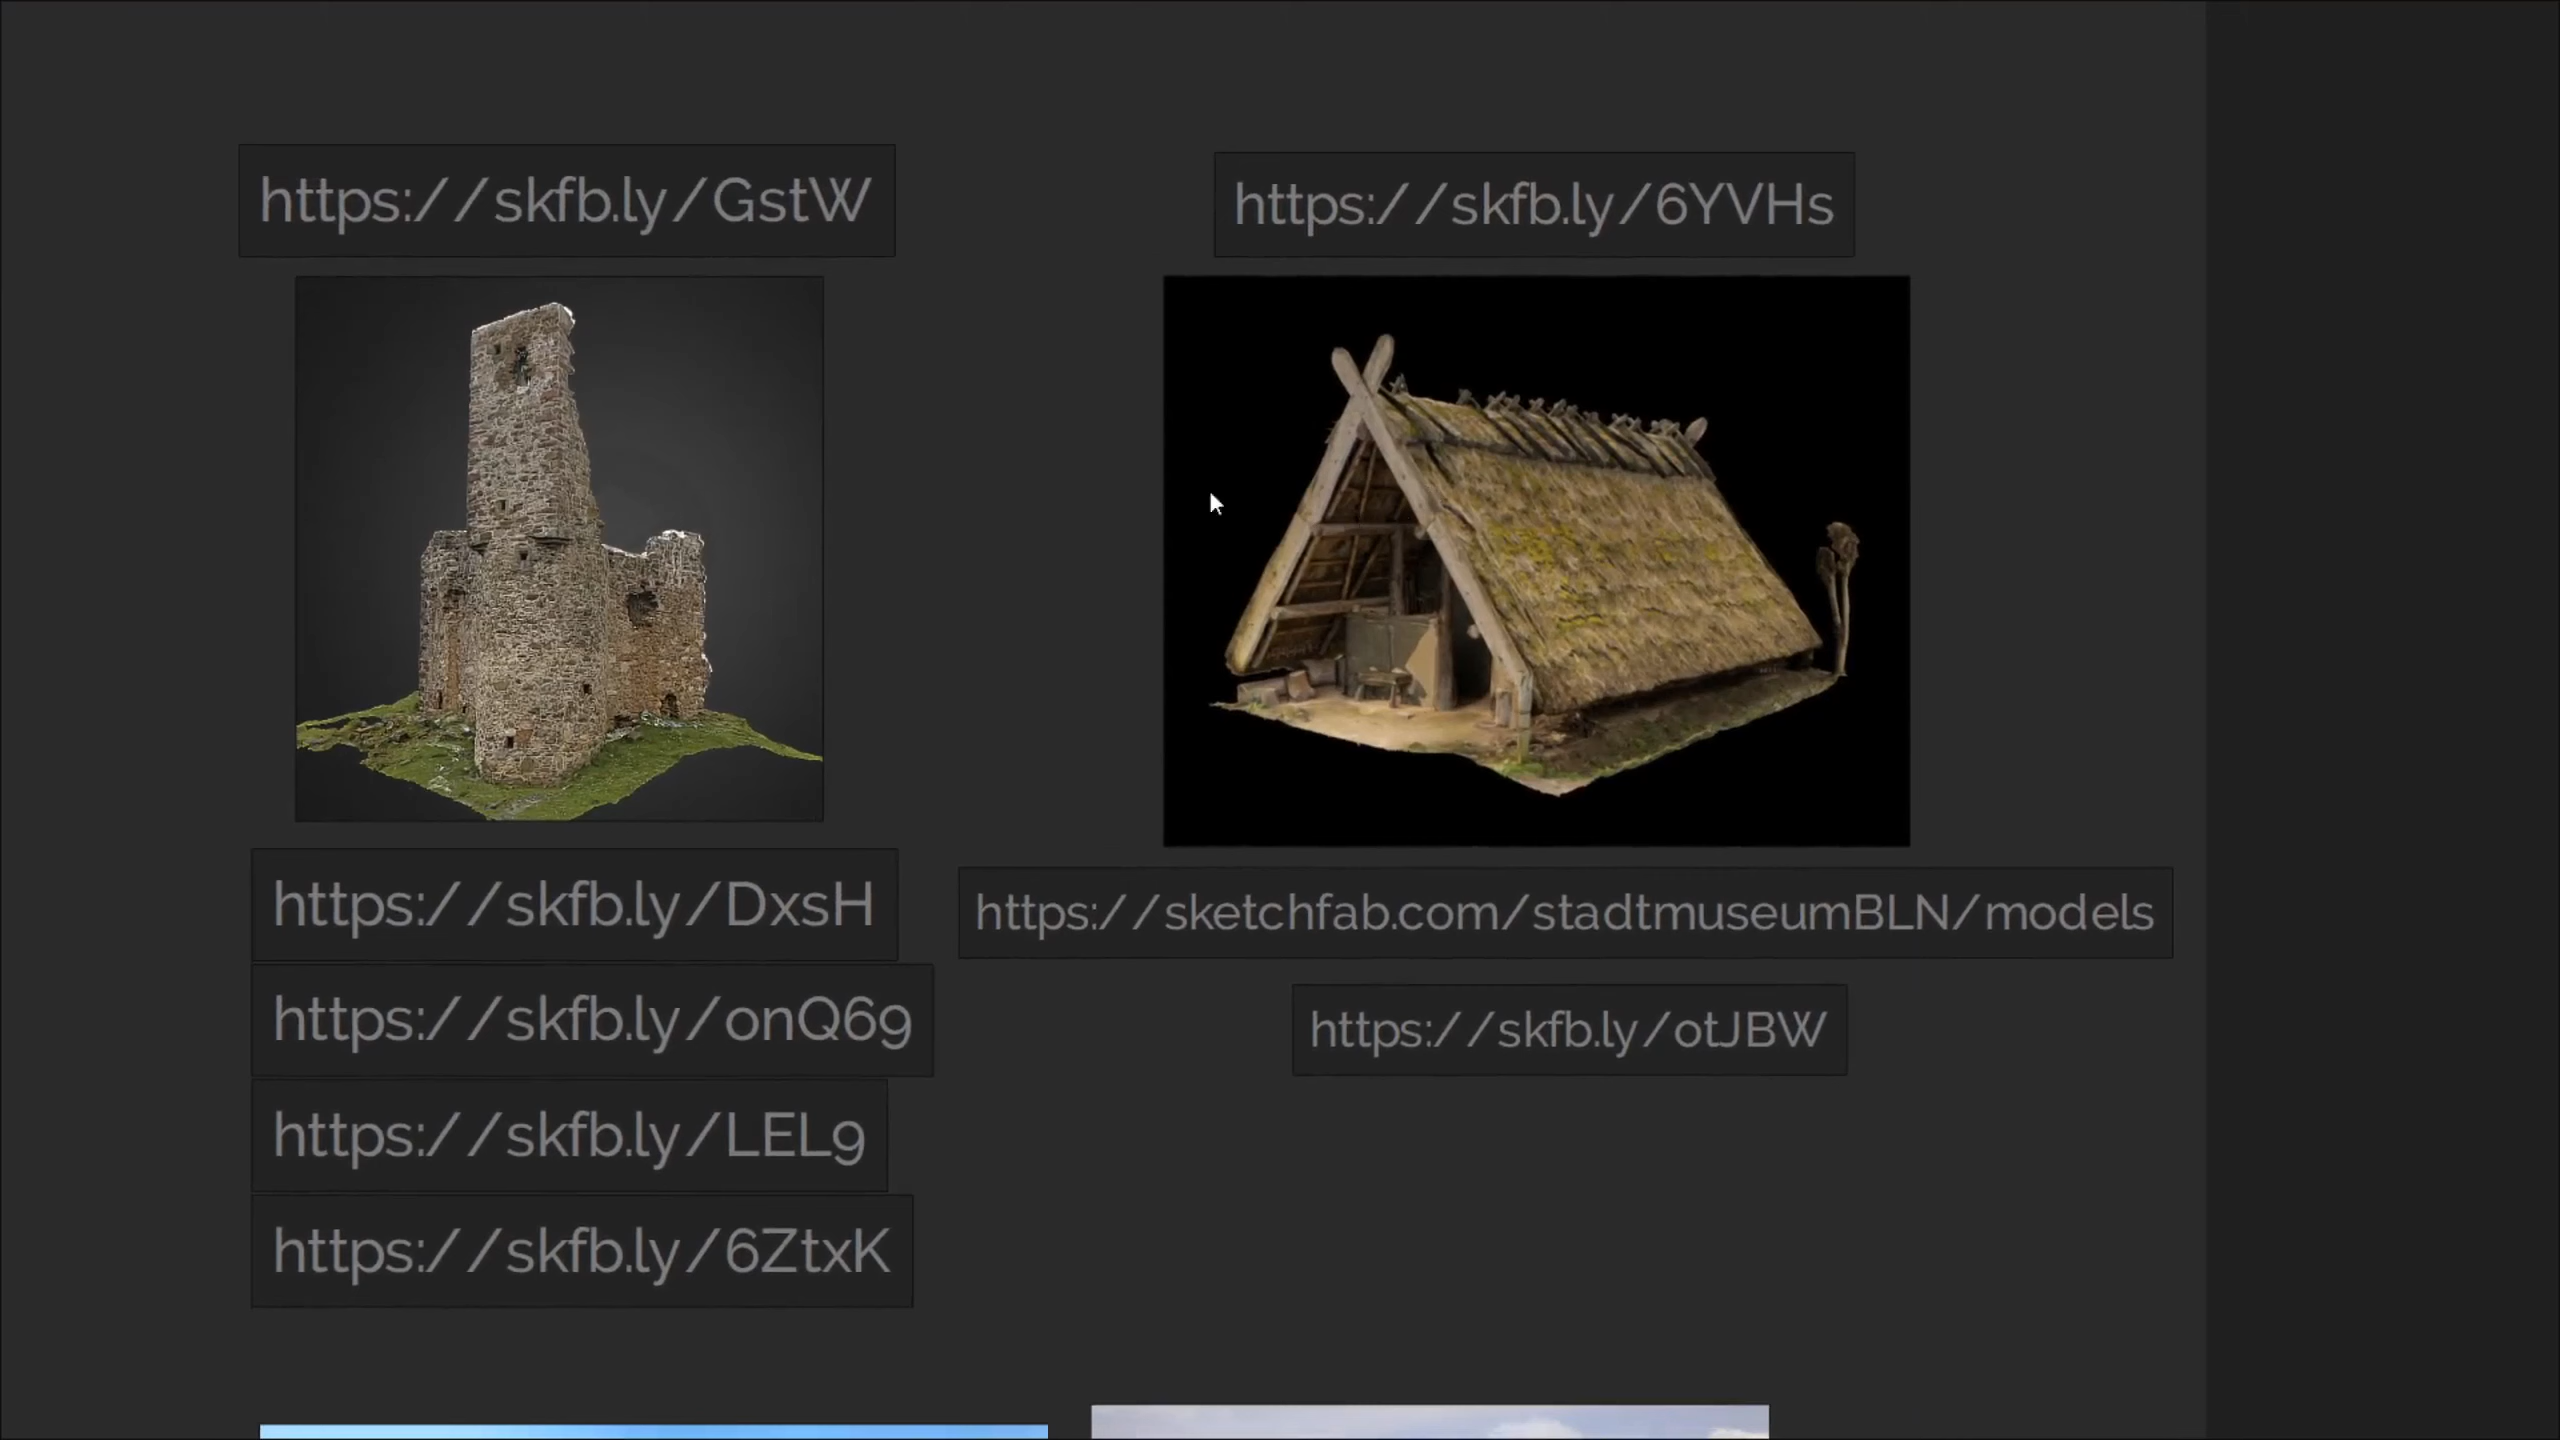 https://skfb.ly/GstW
https://skfb.ly/DxsH
https://skfb.ly/onQ69
https://skfb.ly/LEL9
https://skfb.ly/6ZtxK
https://skfb.ly/6YVHs
https://sketchfab.com/stadtmuseumBLN/models
https://skfb.ly/otJBW